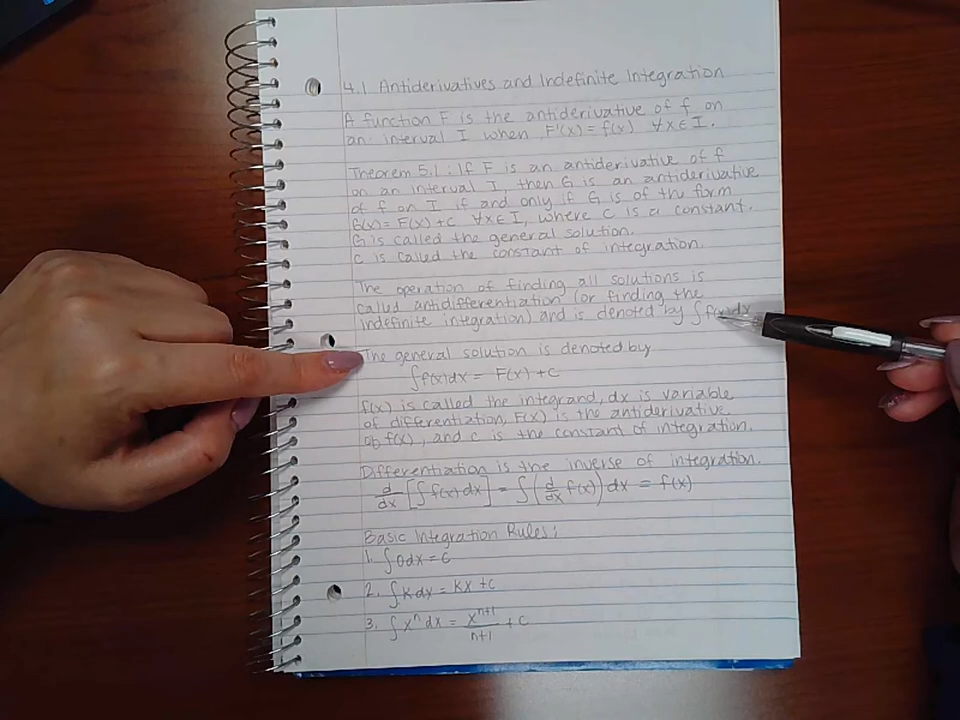 4.1 Antiderivatives and Indefinite Integration
A function F is the antiderivative of f on
an interval I when F'(x) = f(x) ∀x∈I.
Theorem 5.1: If F is an antiderivative of f
on an interval I, then G is an antiderivative
of f on I if and only if G is of the form
G(x) = F(x) + C ∀x∈I, where C is a constant.
G is called the general solution.
C is called the constant of integration.
The operation of finding all solutions is
called antidifferentiation (or finding the
indefinite integration) and is denoted by ∫f(x)dx
The general solution is denoted by
∫f(x)dx = F(x) + C
f(x) is called the integrand, dx is variable
of differentiation, F(x) is the antiderivative
of f(x), and c is the constant of integration.
Differentiation is the inverse of integration.
d/dx [∫f(x)dx] = ∫(d/dx f(x)) dx = f(x)
Basic Integration Rules:
1. ∫0dx = C
2. ∫k dx = kx + C
3. ∫x^n dx = x^(n+1)/(n+1) + C